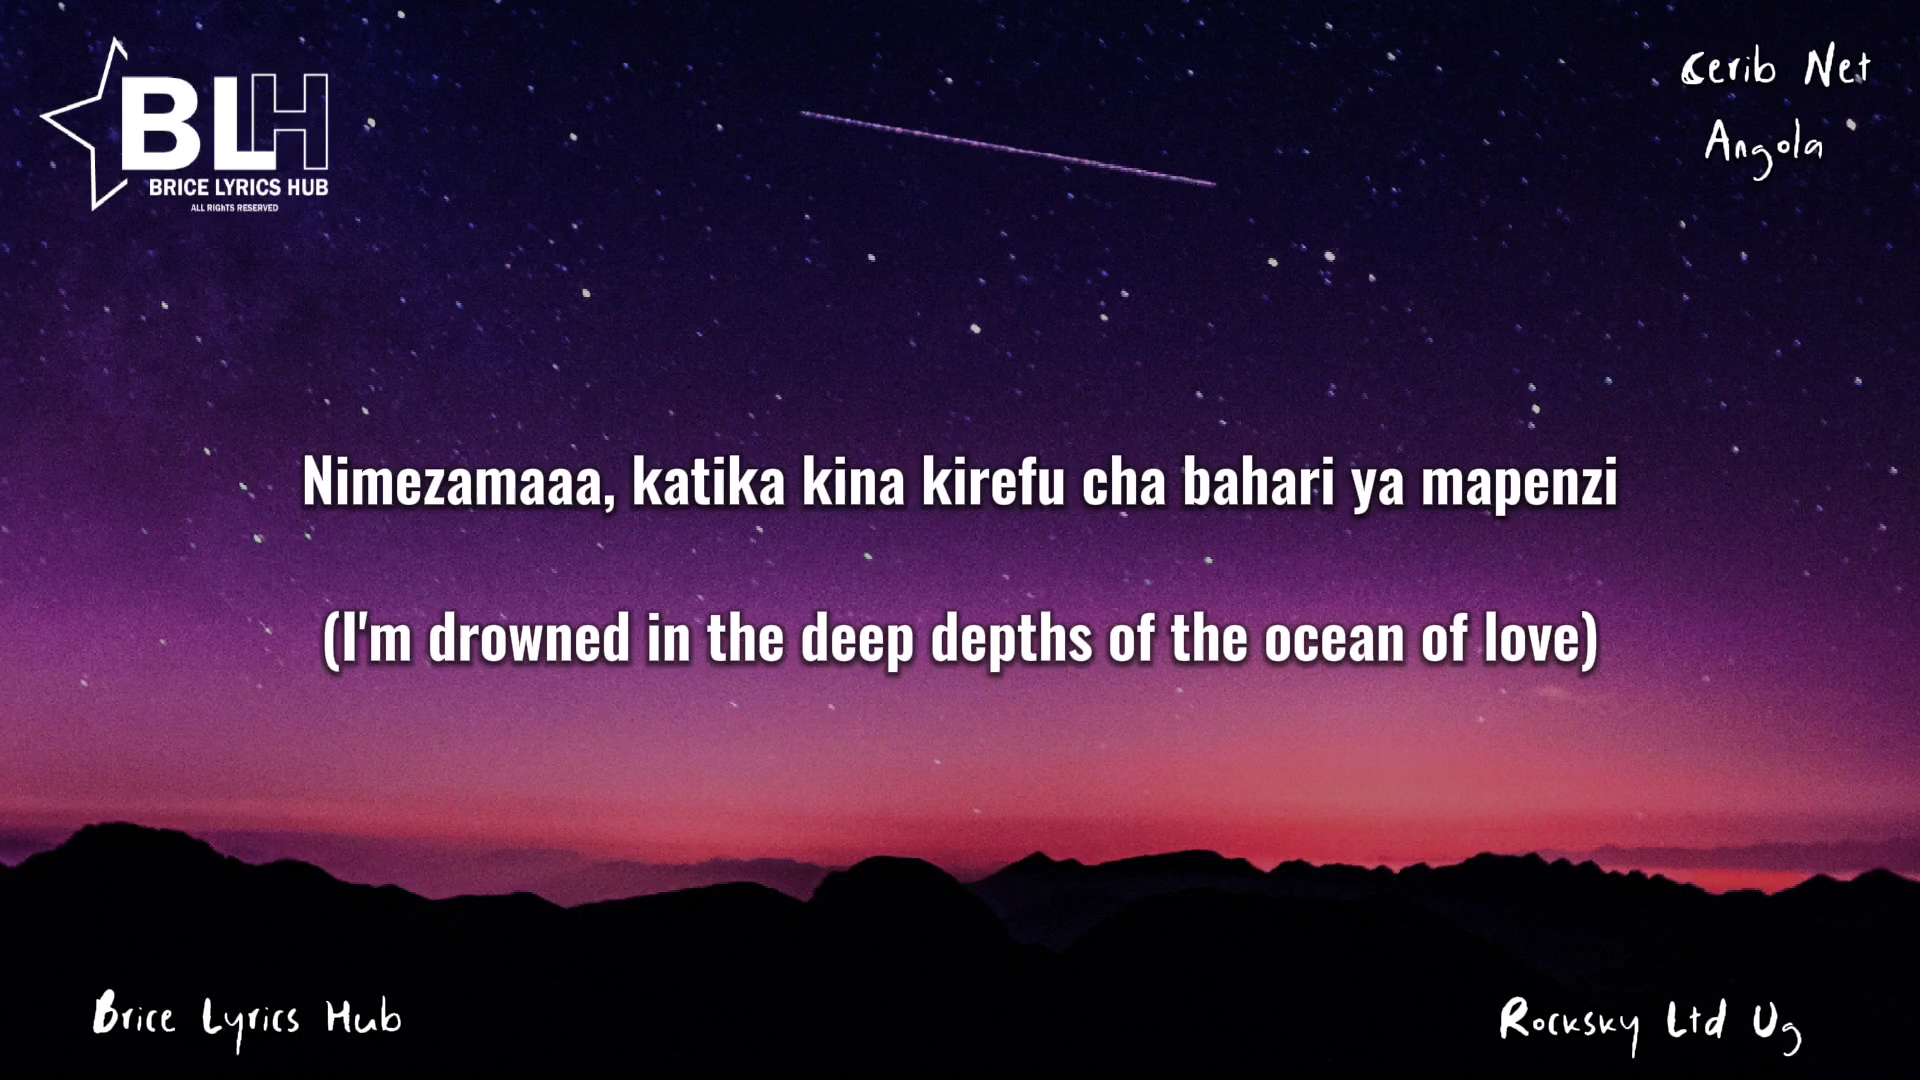 BLH
BRICE LYRICS HUB
ALL RIGHTS RESERVED
Cerib Net
Angola
Nimezamaaa, katika kina kirefu cha bahari ya mapenzi
(I'm drowned in the deep depths of the ocean of love)
Brice Lyrics Hub
Rocksky Ltd Ug